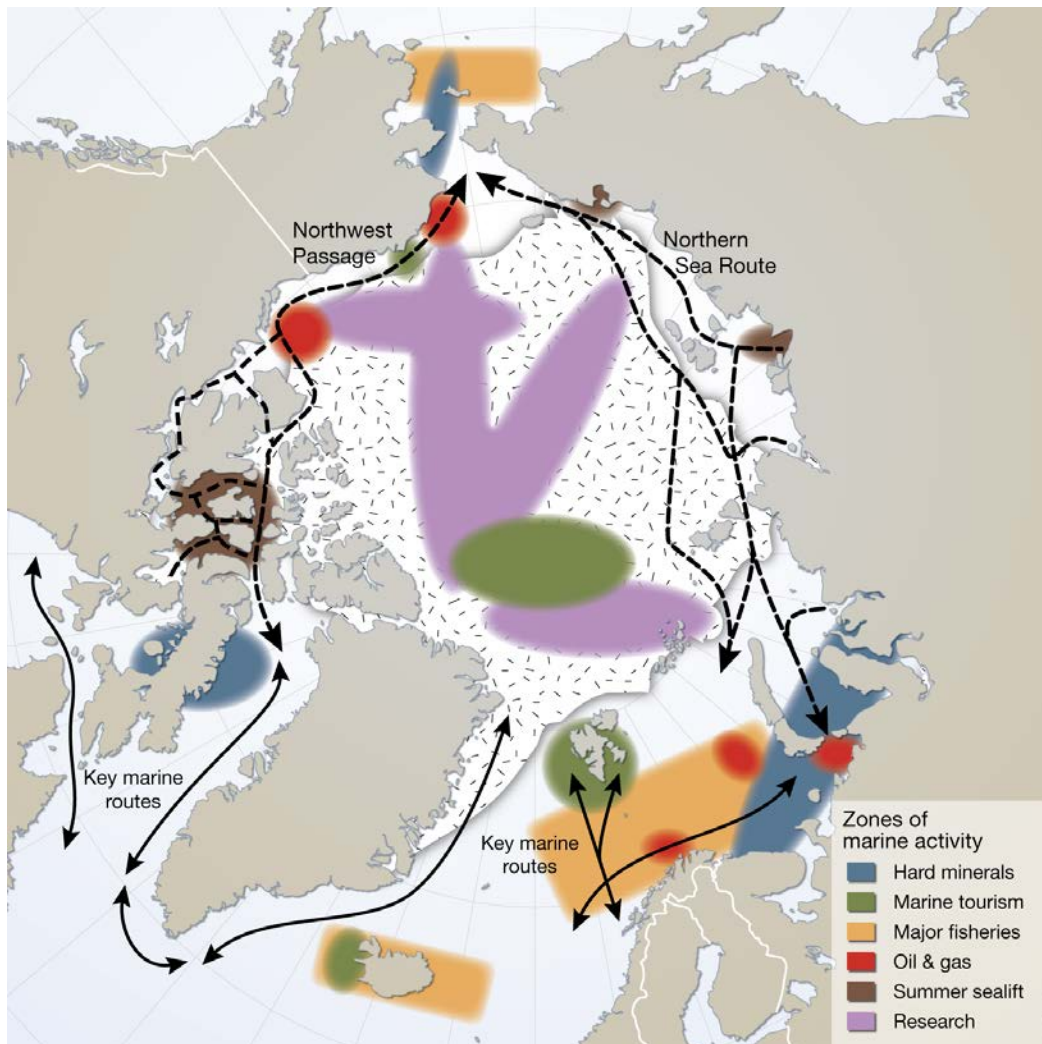 Northwest
Passage
Northern
Sea Route
Key marine
routes
Key marine
routes
Zones of
marine activity
Hard minerals
Marine tourism
Major fisheries
Oil & gas
Summer sealift
Research